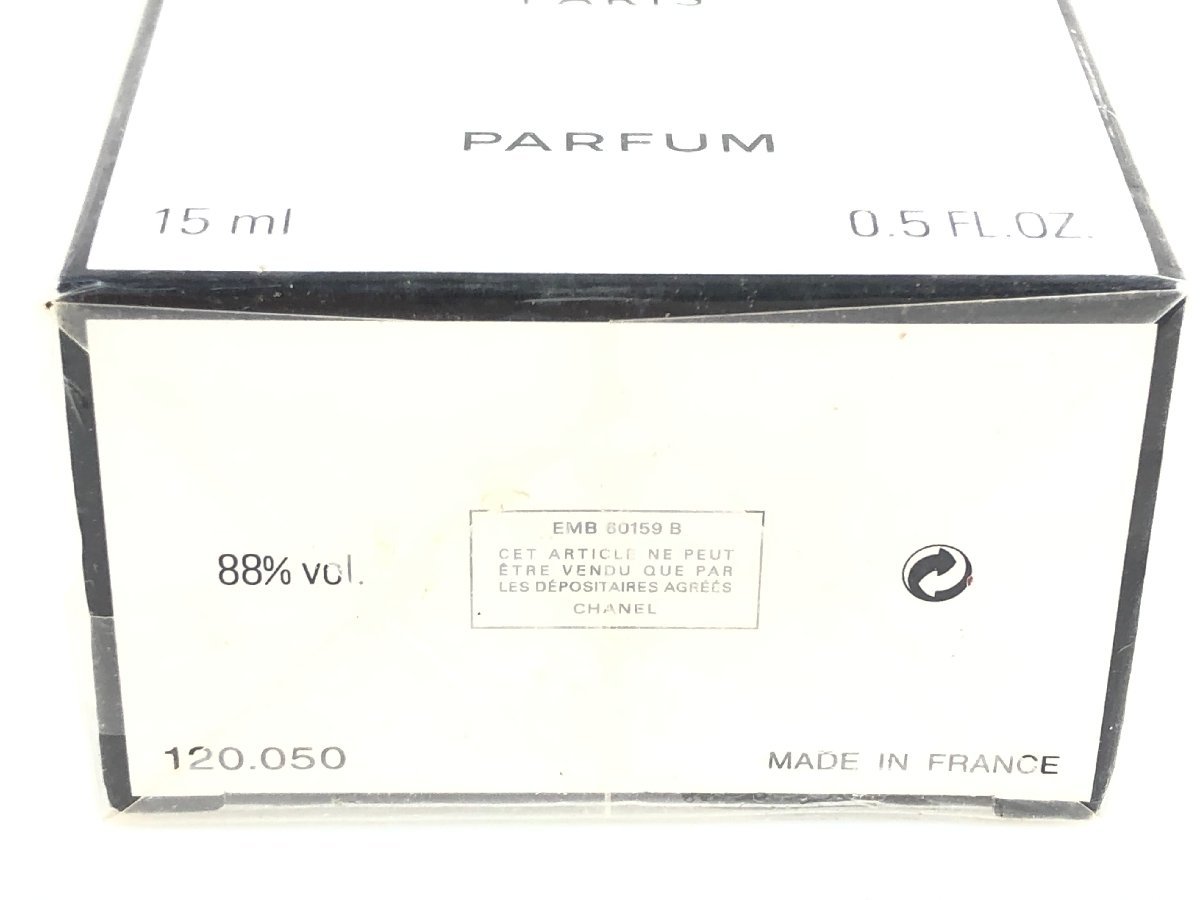 PARIS
PARFUM
15 ml
0.5 FL.OZ.
EMB 60159 B
CET ARTICLE NE PEUT
ÊTRE VENDU QUE PAR
LES DÉPOSITAIRES AGRÉÉS
CHANEL
88% vol.
120.050
MADE IN FRANCE